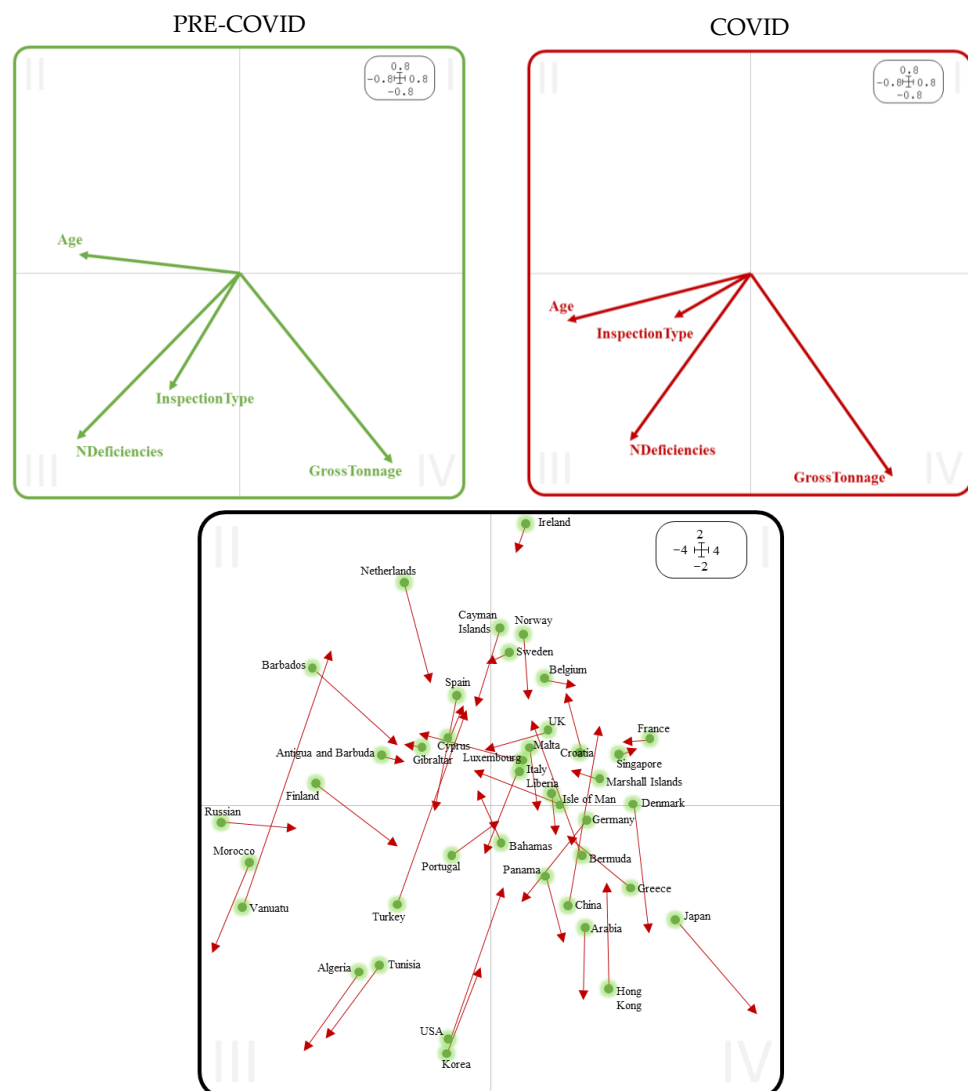 PRE-COVID
COVID
II
I
0.8
−0.8
0.8
−0.8
Age
InspectionType
NDeficiencies
GrossTonnage
III
IV
II
I
0.8
−0.8
0.8
−0.8
Age
InspectionType
NDeficiencies
GrossTonnage
III
IV
II
I
2
−4
4
−2
Ireland
Netherlands
Cayman
Islands
Norway
Sweden
Barbados
Belgium
Spain
UK
France
Cyprus
Malta
Antigua and Barbuda
Gibraltar
Luxembourg
Croatia
Singapore
Italy
Finland
Liberia
Marshall Islands
Isle of Man
Denmark
Russian
Germany
Morocco
Bahamas
Portugal
Bermuda
Panama
Greece
Vanuatu
Turkey
China
Japan
Arabia
Algeria
Tunisia
Hong
Kong
USA
Korea
III
IV